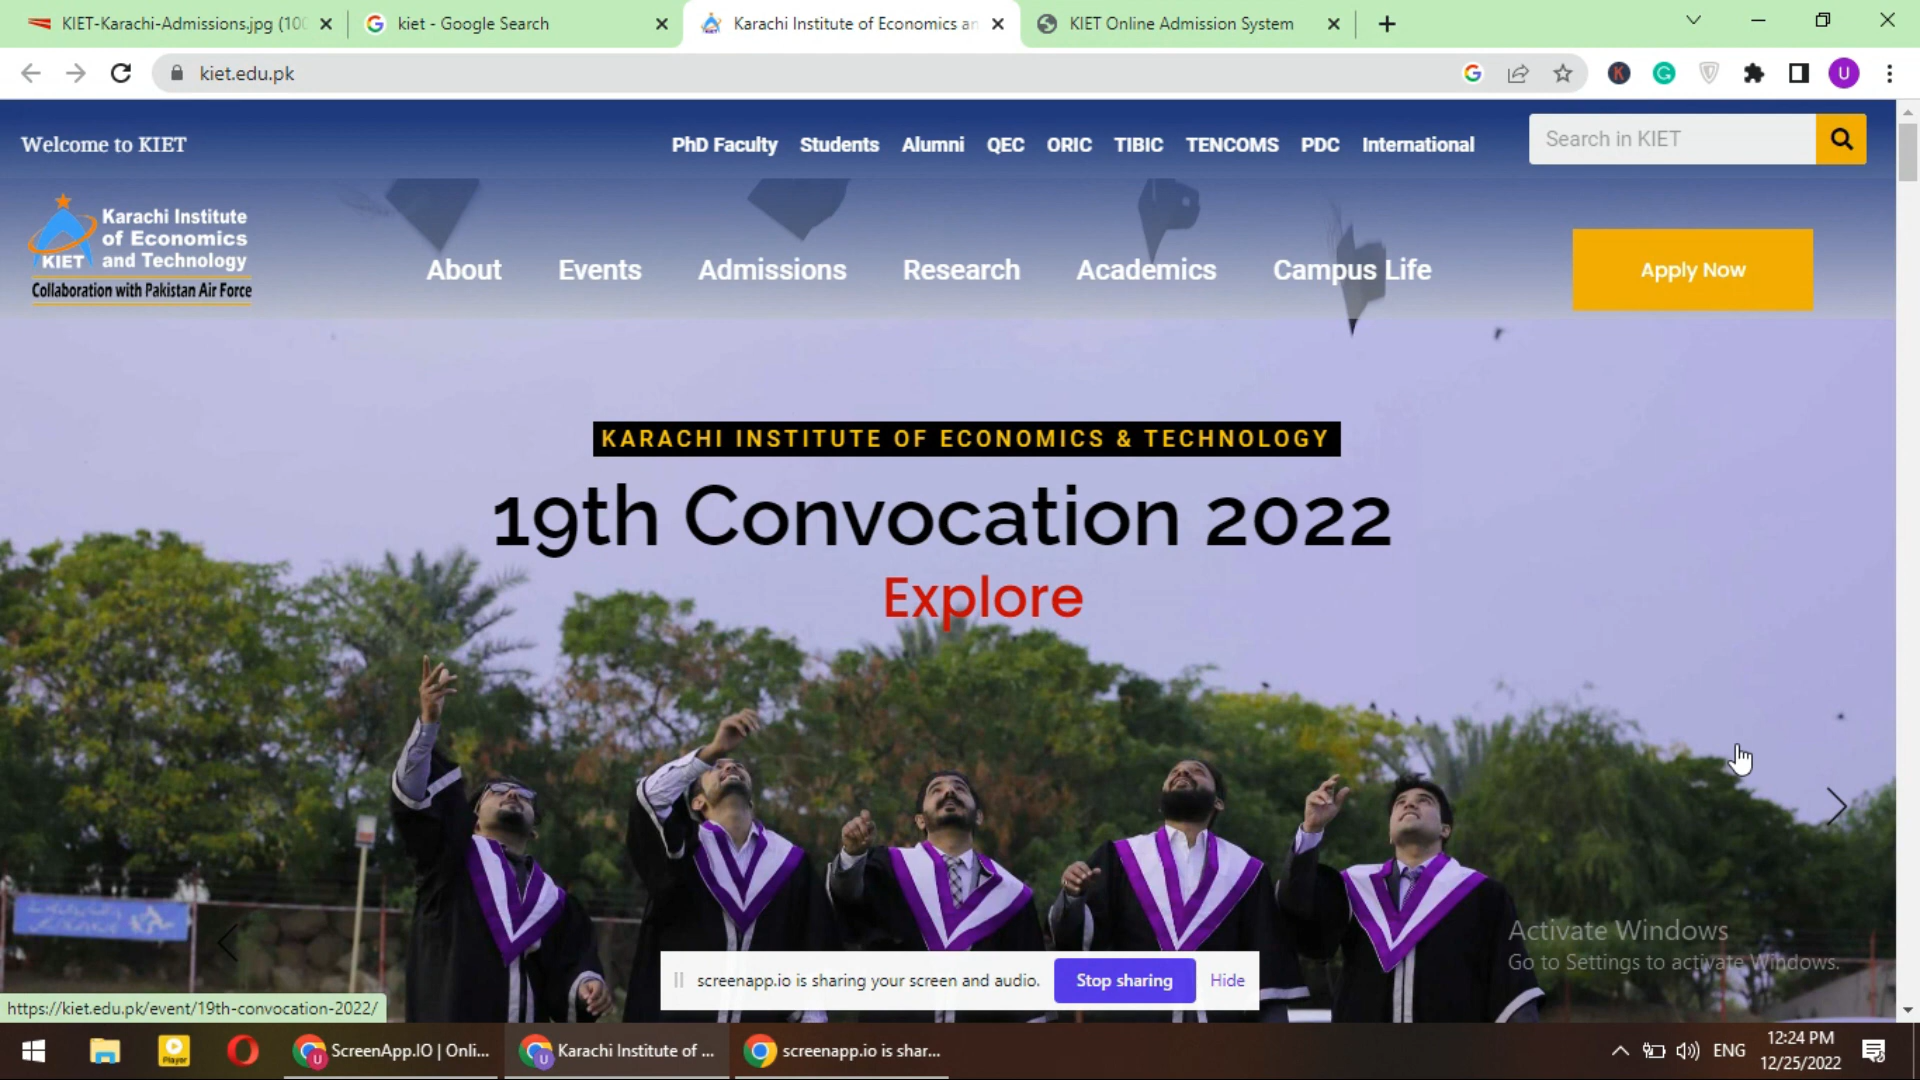 KIET-Karachi-Admissions.jpg (100
kiet - Google Search
Karachi Institute of Economics an
KIET Online Admission System
kiet.edu.pk
U
Welcome to KIET
PhD Faculty Students Alumni QEC ORIC TIBIC TENCOMS PDC International
Search in KIET
Karachi Institute
of Economics
and Technology
KIET
Collaboration with Pakistan Air Force
About Events Admissions Research Academics Campus Life
Apply Now
KARACHI INSTITUTE OF ECONOMICS & TECHNOLOGY
19th Convocation 2022
Explore
Activate Windows
Go to Settings to activate Windows.
screenapp.io is sharing your screen and audio. Stop sharing Hide
https://kiet.edu.pk/event/19th-convocation-2022/
Player
ScreenApp.IO | Onli...
Karachi Institute of ...
screenapp.io is shar...
ENG
12:24 PM
12/25/2022